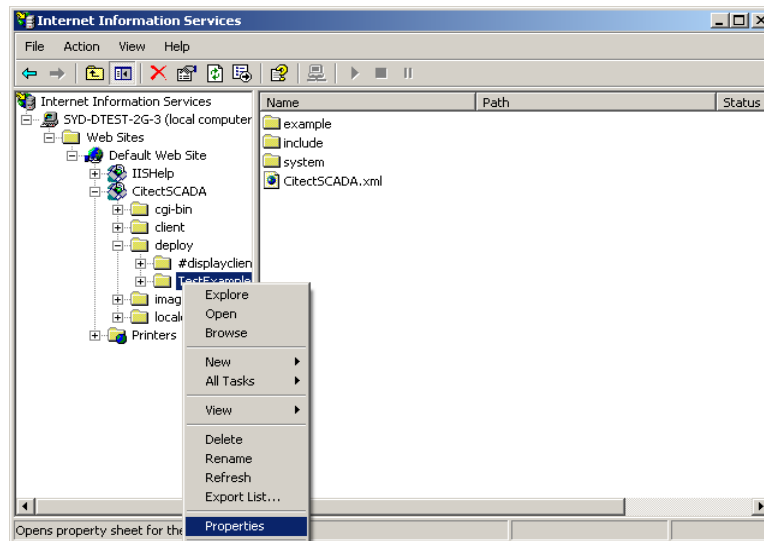 Internet Information Services
File Action View Help
Internet Information Services
SYD-DTEST-2G-3 (local computer
Web Sites
Default Web Site
IISHelp
CitectSCADA
cgi-bin
client
deploy
#displayclien
TestExample
imag
local
Printers
Name Path Status
example
include
system
CitectSCADA.xml
Explore
Open
Browse
New
All Tasks
View
Delete
Rename
Refresh
Export List...
Properties
Opens property sheet for the